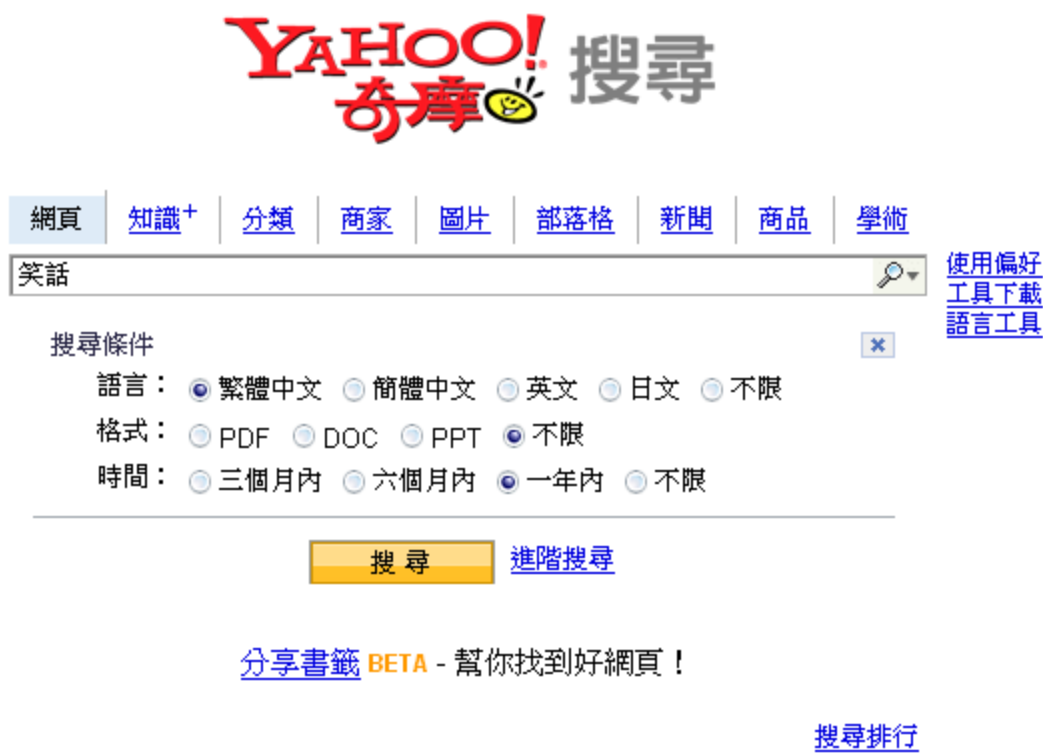 YAHOO! 搜尋
奇摩
網頁 知識+ 分類 商家 圖片 部落格 新聞 商品 學術
笑話
使用偏好
工具下載
語言工具
搜尋條件
語言： 繁體中文 簡體中文 英文 日文 不限
格式： PDF DOC PPT 不限
時間： 三個月內 六個月內 一年內 不限
搜尋 進階搜尋
分享書籤 BETA - 幫你找到好網頁！
搜尋排行